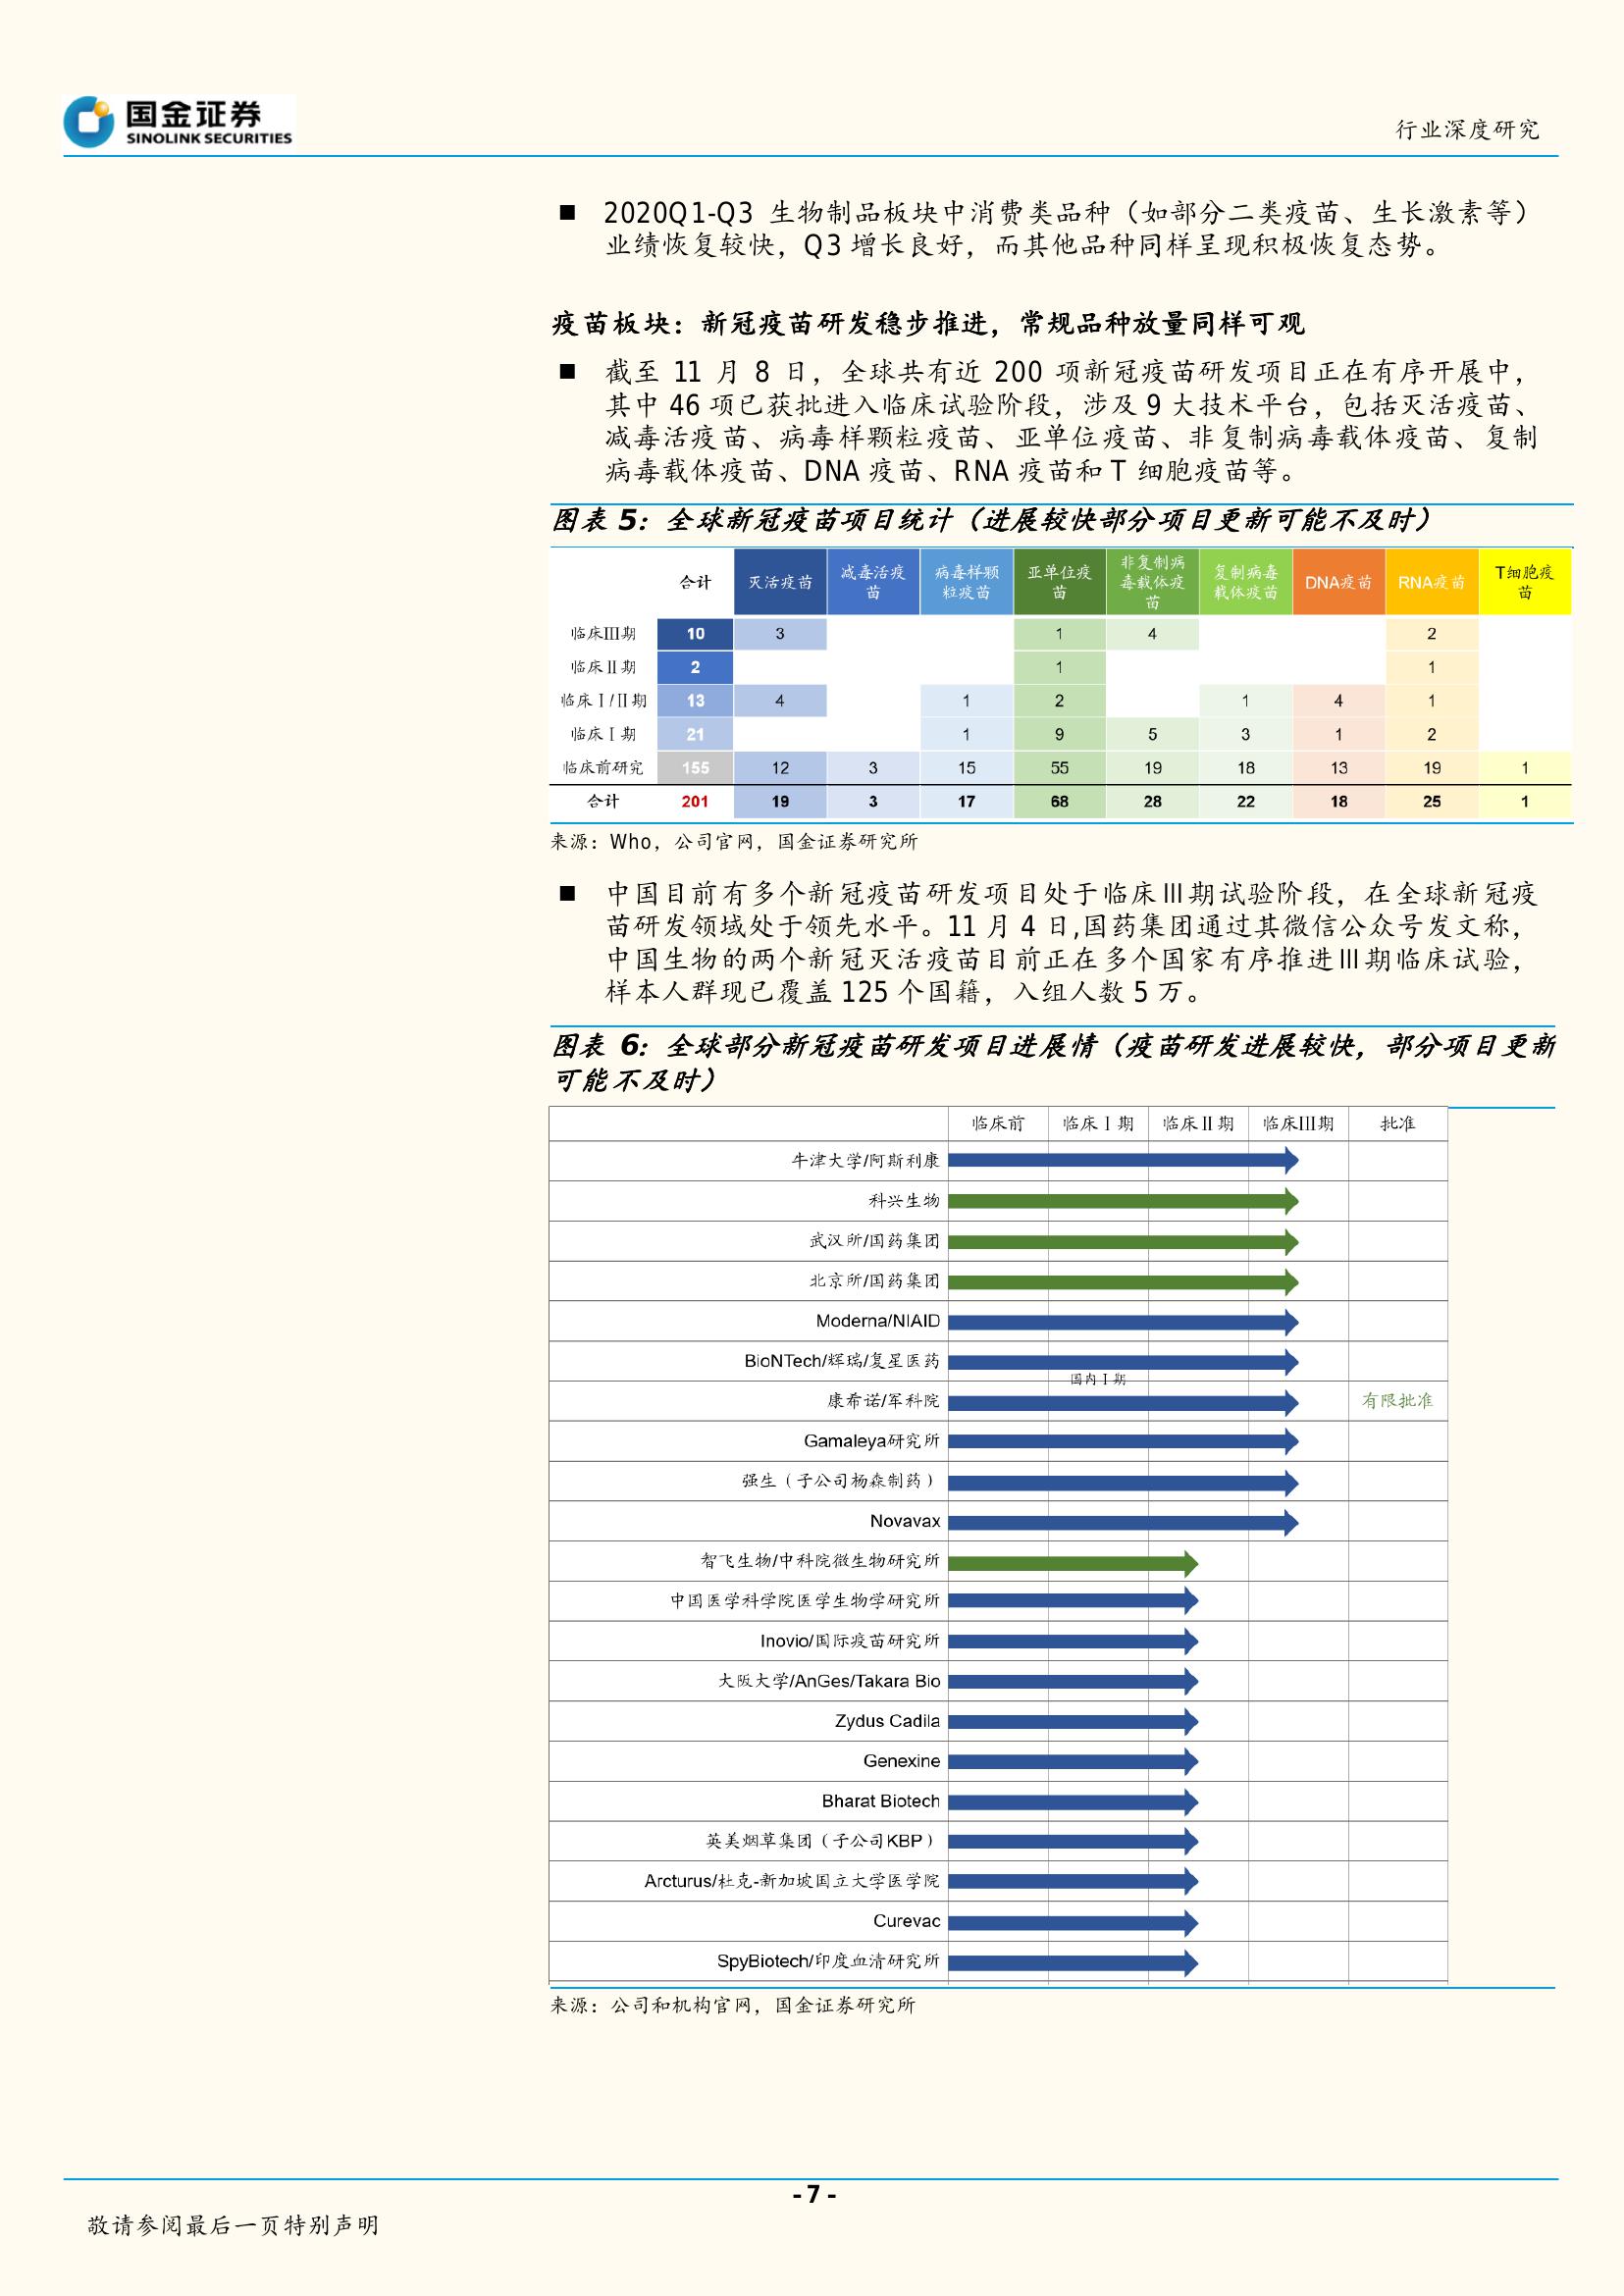 国金证券
SINOLINK SECURITIES
行业深度研究
■ 2020Q1-Q3 生物制品板块中消费类品种（如部分二类疫苗、生长激素等）
业绩恢复较快，Q3 增长良好，而其他品种同样呈现积极恢复态势。
疫苗板块：新冠疫苗研发稳步推进，常规品种放量同样可观
■ 截至 11 月 8 日，全球共有近 200 项新冠疫苗研发项目正在有序开展中，
其中 46 项已获批进入临床试验阶段，涉及 9 大技术平台，包括灭活疫苗、
减毒活疫苗、病毒样颗粒疫苗、亚单位疫苗、非复制病毒载体疫苗、复制
病毒载体疫苗、DNA 疫苗、RNA 疫苗和 T 细胞疫苗等。
图表 5：全球新冠疫苗项目统计（进展较快部分项目更新可能不及时）
合计 灭活疫苗 减毒活疫苗 病毒样颗粒疫苗 亚单位疫苗 非复制病毒载体疫苗 复制病毒载体疫苗 DNA疫苗 RNA疫苗 T细胞疫苗
临床Ⅲ期 10 3 1 4 2
临床Ⅱ期 2 1 1
临床Ⅰ/Ⅱ期 13 4 1 2 1 4 1
临床Ⅰ期 21 1 9 5 3 1 2
临床前研究 155 12 3 15 55 19 18 13 19 1
合计 201 19 3 17 68 28 22 18 25 1
来源：Who，公司官网，国金证券研究所
■ 中国目前有多个新冠疫苗研发项目处于临床Ⅲ期试验阶段，在全球新冠疫
苗研发领域处于领先水平。11 月 4 日,国药集团通过其微信公众号发文称，
中国生物的两个新冠灭活疫苗目前正在多个国家有序推进Ⅲ期临床试验，
样本人群现已覆盖 125 个国籍，入组人数 5 万。
图表 6：全球部分新冠疫苗研发项目进展情（疫苗研发进展较快，部分项目更新
可能不及时）
临床前 临床Ⅰ期 临床Ⅱ期 临床Ⅲ期 批准
牛津大学/阿斯利康
科兴生物
武汉所/国药集团
北京所/国药集团
Moderna/NIAID
BioNTech/辉瑞/复星医药
国内Ⅰ期
康希诺/军科院 有限批准
Gamaleya研究所
强生（子公司杨森制药）
Novavax
智飞生物/中科院微生物研究所
中国医学科学院医学生物学研究所
Inovio/国际疫苗研究所
大阪大学/AnGes/Takara Bio
Zydus Cadila
Genexine
Bharat Biotech
英美烟草集团（子公司KBP）
Arcturus/杜克-新加坡国立大学医学院
Curevac
SpyBiotech/印度血清研究所
来源：公司和机构官网，国金证券研究所
- 7 -
敬请参阅最后一页特别声明